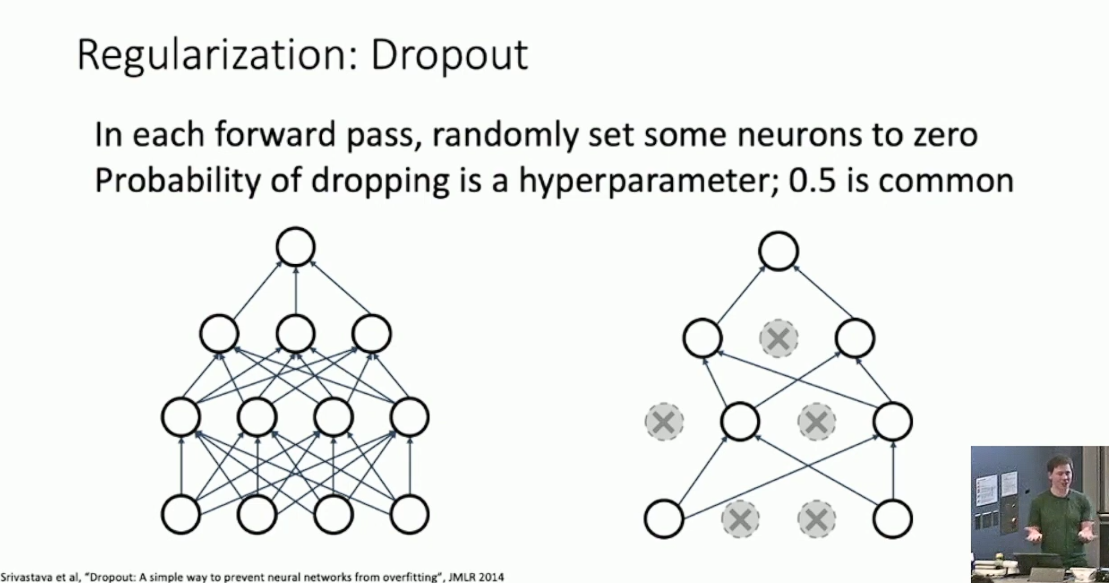 Regularization: Dropout
In each forward pass, randomly set some neurons to zero
Probability of dropping is a hyperparameter; 0.5 is common
Srivastava et al, "Dropout: A simple way to prevent neural networks from overfitting", JMLR 2014